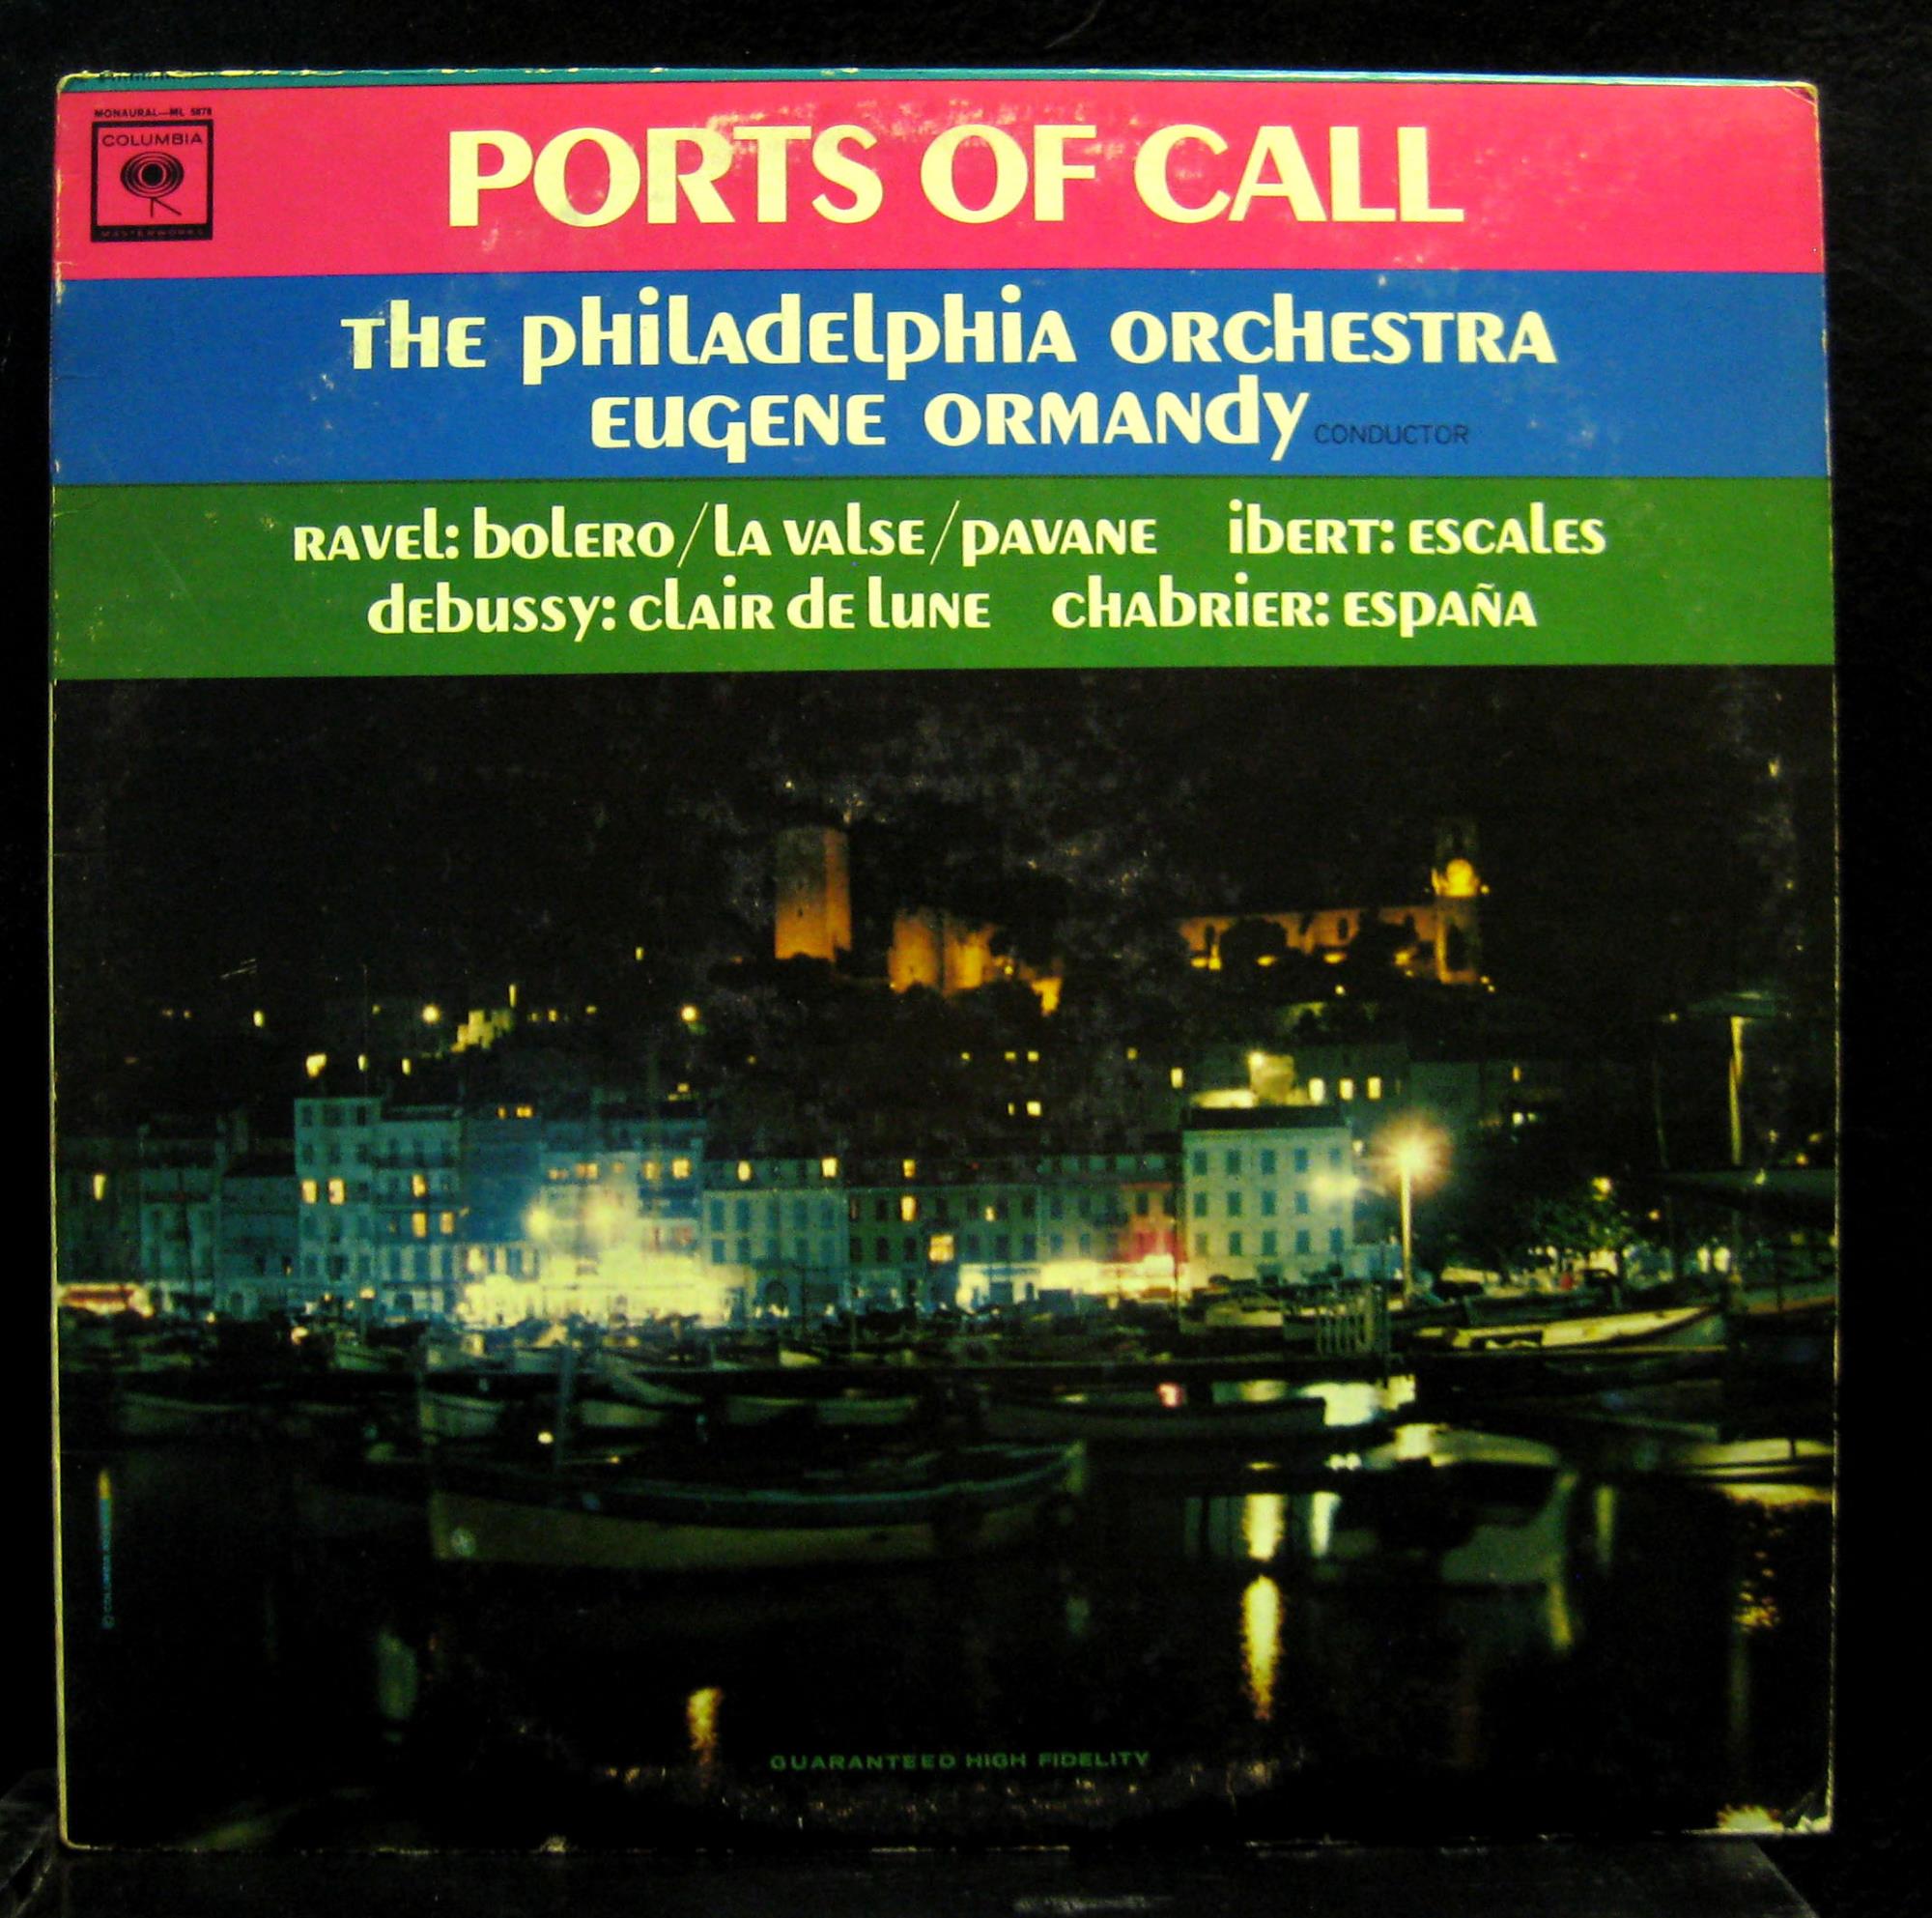 MONAURAL—ML 5878
COLUMBIA
MASTERWORKS
PORTS OF CALL
THE PHILADELPHIA ORCHESTRA
EUGENE ORMANDY CONDUCTOR
RAVEL: BOLERO/LA VALSE/PAVANE IBERT: ESCALES
DEBUSSY: CLAIR DE LUNE CHABRIER: ESPAÑA
GUARANTEED HIGH FIDELITY